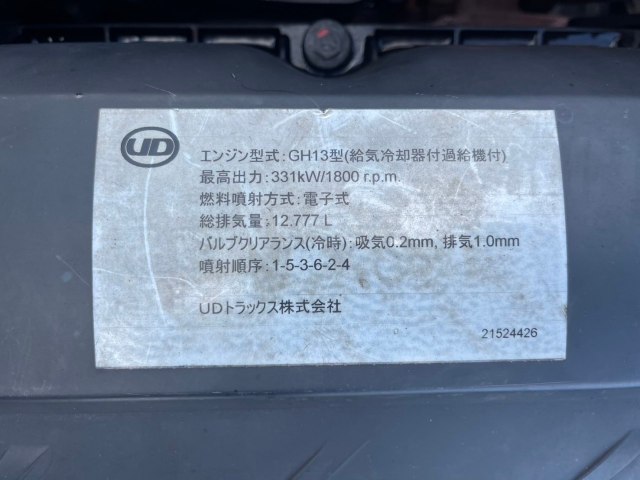 UD
エンジン型式:GH13型(給気冷却器付過給機付)
最高出力:331kW/1800 r.p.m.
燃料噴射方式:電子式
総排気量:12.777 L
バルブクリアランス(冷時):吸気0.2mm, 排気1.0mm
噴射順序:1-5-3-6-2-4
UDトラックス株式会社
21524426